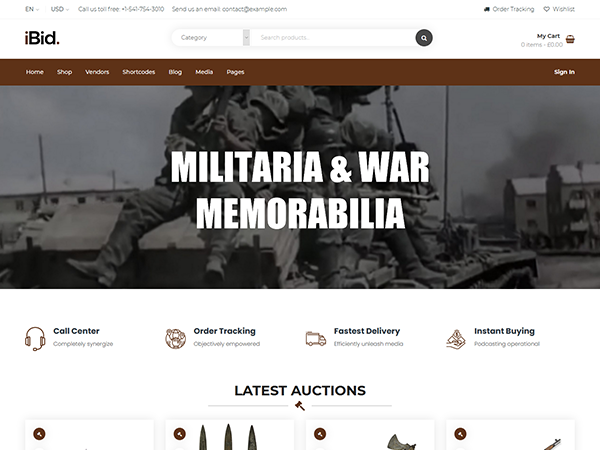 EN USD Call us toll free: +1-541-754-3010 Send us an email: contact@example.com Order Tracking Wishlist
iBid. Category Search products... My Cart
0 items - £0.00
Home Shop Vendors Shortcodes Blog Media Pages Sign In
MILITARIA & WAR
MEMORABILIA
Call Center Order Tracking Fastest Delivery Instant Buying
Completely synergize Objectively empowered Efficiently unleash media Podcasting operational
LATEST AUCTIONS